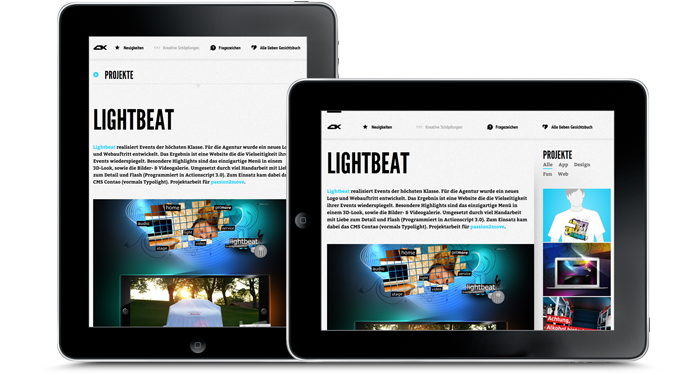 Neuigkeiten
Kreative Schöpfungen
Fragezeichen
Alle lieben Gesichtsbuch
PROJEKTE
LIGHTBEAT
Lightbeat realisiert Events der höchsten Klasse. Für die Agentur wurde ein neues Logo
und Webauftritt entwickelt. Das Ergebnis ist eine Website die die Vielseitigkeit ihrer
Events wiederspiegelt. Besondere Highlights sind das einzigartige Menü in einem
3D-Look, sowie die Bilder- & Videogalerie. Umgesetzt durch viel Handarbeit mit Liebe
zum Detail und Flash (Programmiert in Actionscript 3.0). Zum Einsatz kam dabei das
CMS Contao (vormals Typolight). Projektarbeit für passion2move.
home
audio
light
video
stage
service
lightbeat
Neuigkeiten
Kreative Schöpfungen
Fragezeichen
Alle lieben Gesichtsbuch
LIGHTBEAT
Lightbeat realisiert Events der höchsten Klasse. Für die Agentur wurde ein neues
Logo und Webauftritt entwickelt. Das Ergebnis ist eine Website die die Vielseitigkeit
ihrer Events wiederspiegelt. Besondere Highlights sind das einzigartige Menü in
einem 3D-Look, sowie die Bilder- & Videogalerie. Umgesetzt durch viel Handarbeit
mit Liebe zum Detail und Flash (Programmiert in Actionscript 3.0). Zum Einsatz kam
dabei das CMS Contao (vormals Typolight). Projektarbeit für passion2move.
home
audio
light
video
stage
service
lightbeat
PROJEKTE
Alle App Design
Fun Web
Achtung,
Alkohol